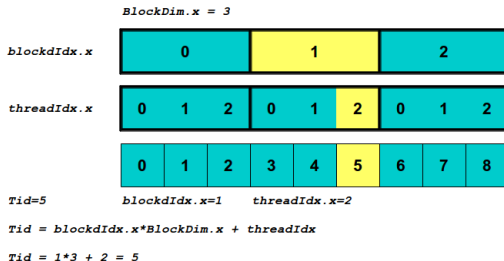 BlockDim.x = 3
blockdIdx.x 0 1 2
threadIdx.x 0 1 2 0 1 2 0 1 2
0 1 2 3 4 5 6 7 8
Tid=5 blockdIdx.x=1 threadIdx.x=2
Tid = blockdIdx.x*BlockDim.x + threadIdx
Tid = 1*3 + 2 = 5